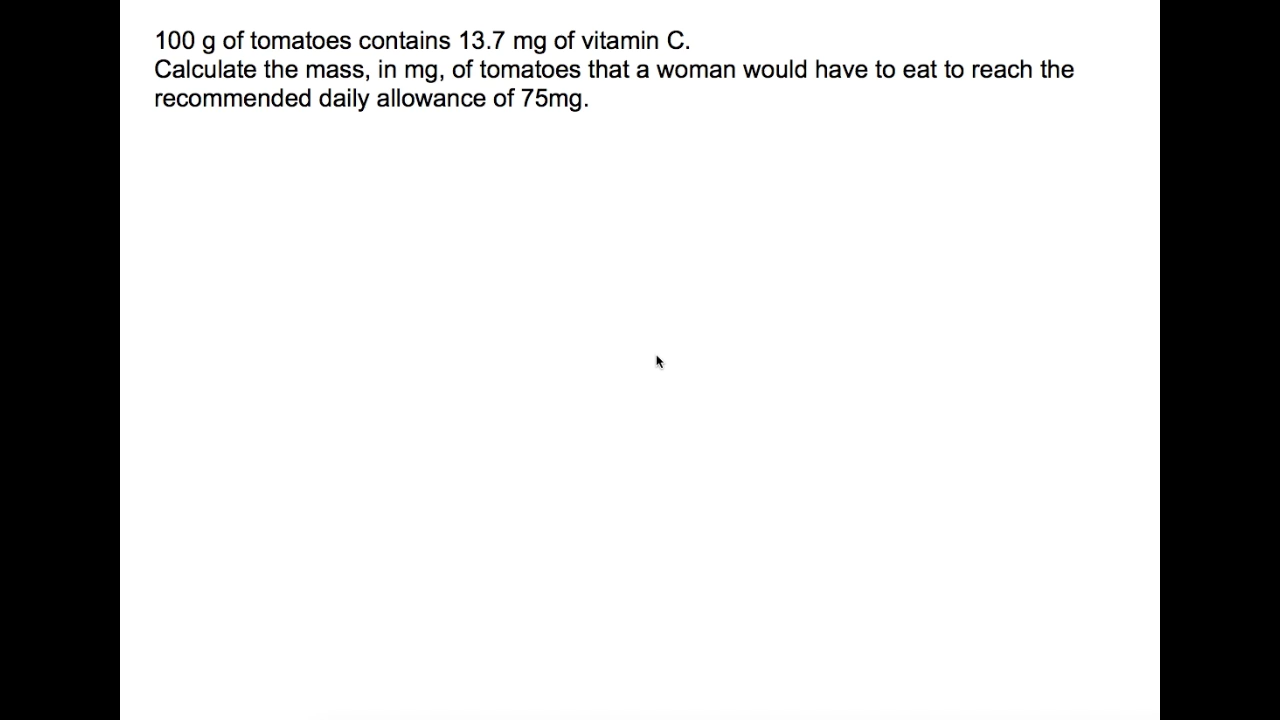 100 g of tomatoes contains 13.7 mg of vitamin C.
Calculate the mass, in mg, of tomatoes that a woman would have to eat to reach the
recommended daily allowance of 75mg.